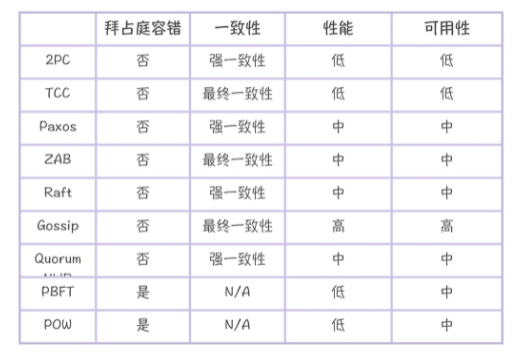 拜占庭容错 一致性 性能 可用性
2PC 否 强一致性 低 低
TCC 否 最终一致性 低 低
Paxos 否 强一致性 中 中
ZAB 否 最终一致性 中 中
Raft 否 强一致性 中 中
Gossip 否 最终一致性 高 高
Quorum 否 强一致性 中 中
PBFT 是 N/A 低 中
POW 是 N/A 低 中